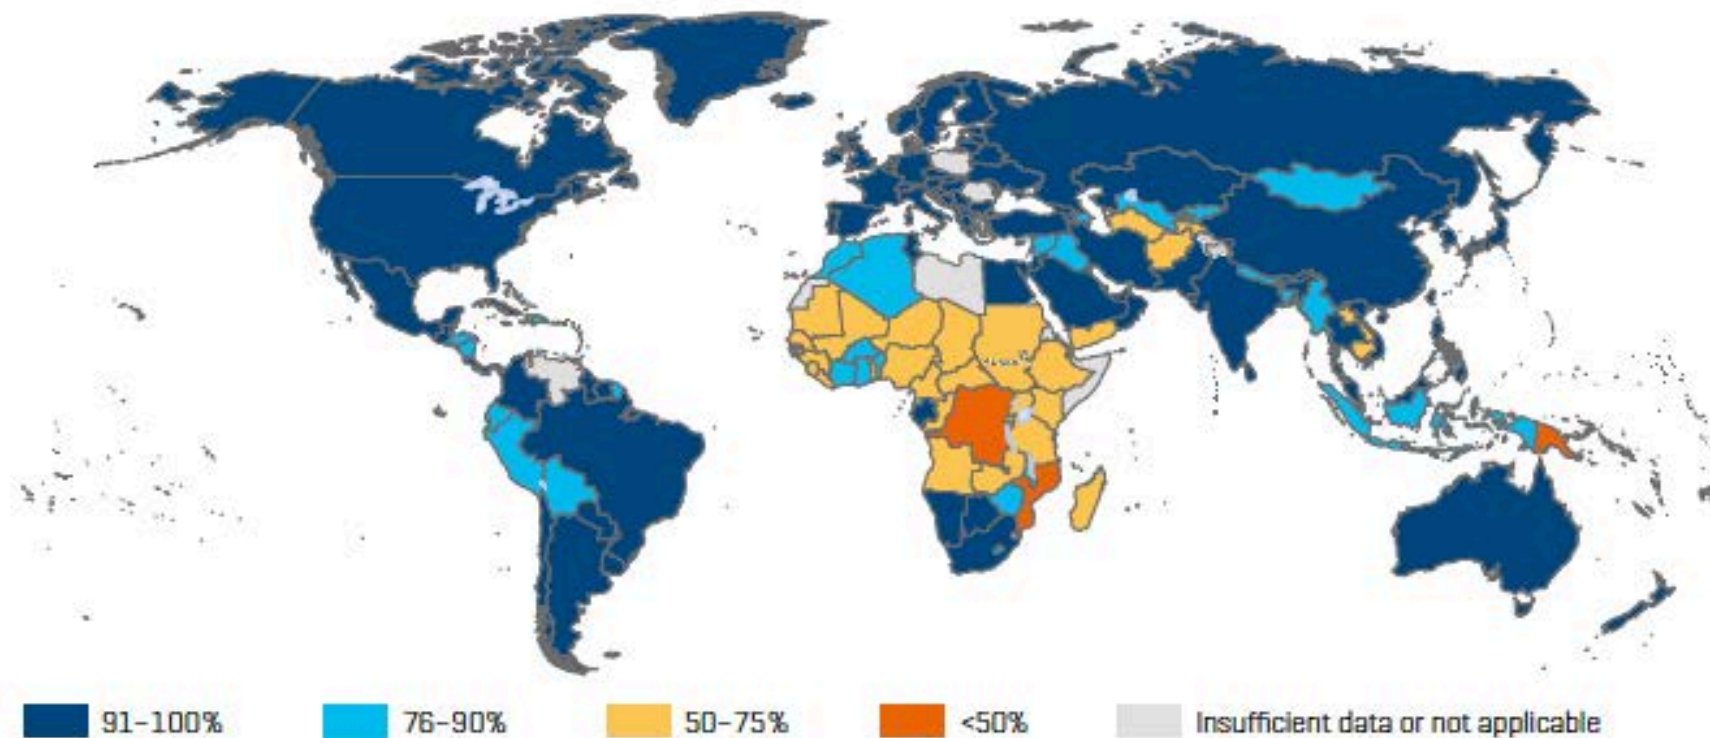 91–100%
76–90%
50–75%
<50%
Insufficient data or not applicable